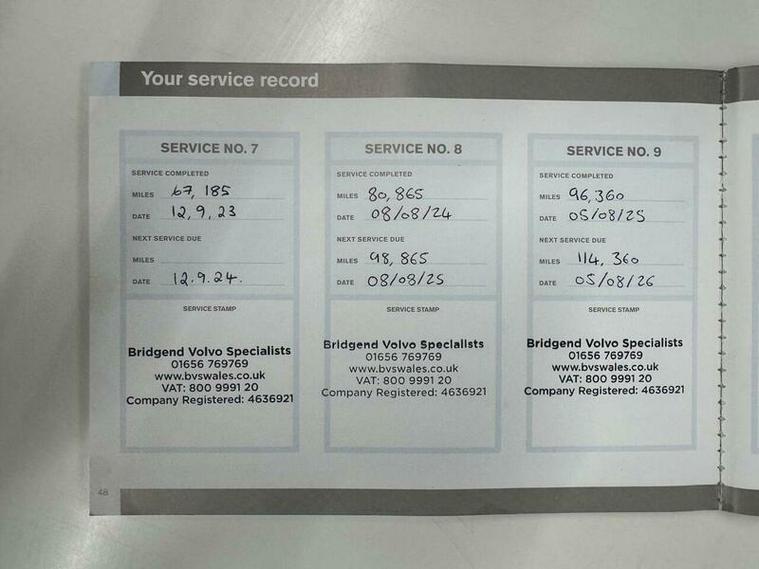 Your service record
SERVICE NO. 7
SERVICE COMPLETED
MILES 67, 185
DATE 12, 9, 23
NEXT SERVICE DUE
MILES
DATE 12.9.24.
SERVICE STAMP
Bridgend Volvo Specialists
01656 769769
www.bvswales.co.uk
VAT: 800 9991 20
Company Registered: 4636921
SERVICE NO. 8
SERVICE COMPLETED
MILES 80,865
DATE 08/08/24
NEXT SERVICE DUE
MILES 98,865
DATE 08/08/25
SERVICE STAMP
Bridgend Volvo Specialists
01656 769769
www.bvswales.co.uk
VAT: 800 9991 20
Company Registered: 4636921
SERVICE NO. 9
SERVICE COMPLETED
MILES 96,360
DATE 05/08/25
NEXT SERVICE DUE
MILES 114, 360
DATE 05/08/26
SERVICE STAMP
Bridgend Volvo Specialists
01656 769769
www.bvswales.co.uk
VAT: 800 9991 20
Company Registered: 4636921
48